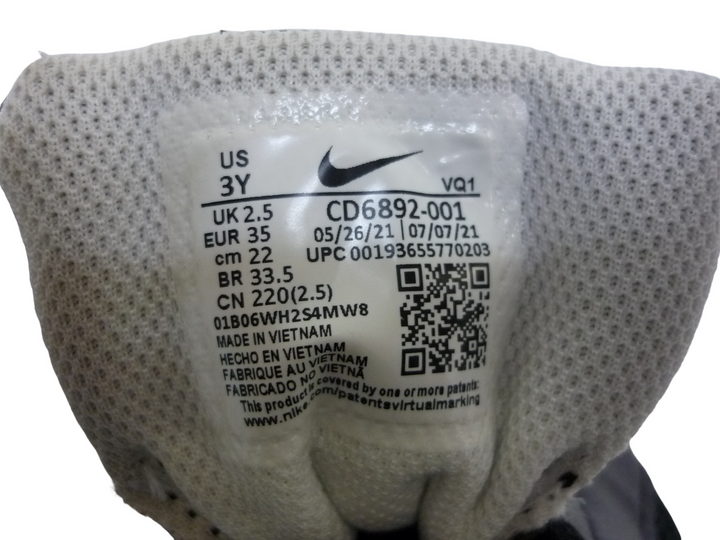 US
3Y
VQ1
UK 2.5
CD6892-001
EUR 35
05/26/21 | 07/07/21
cm 22
UPC 00193655770203
BR 33.5
CN 220(2.5)
01B06WH2S4MW8
MADE IN VIETNAM
HECHO EN VIETNAM
FABRIQUE AU VIETNAM
FABRICADO NO VIETNÃ
This product is covered by one or more patents:
www.nike.com/patentsvirtualmarking